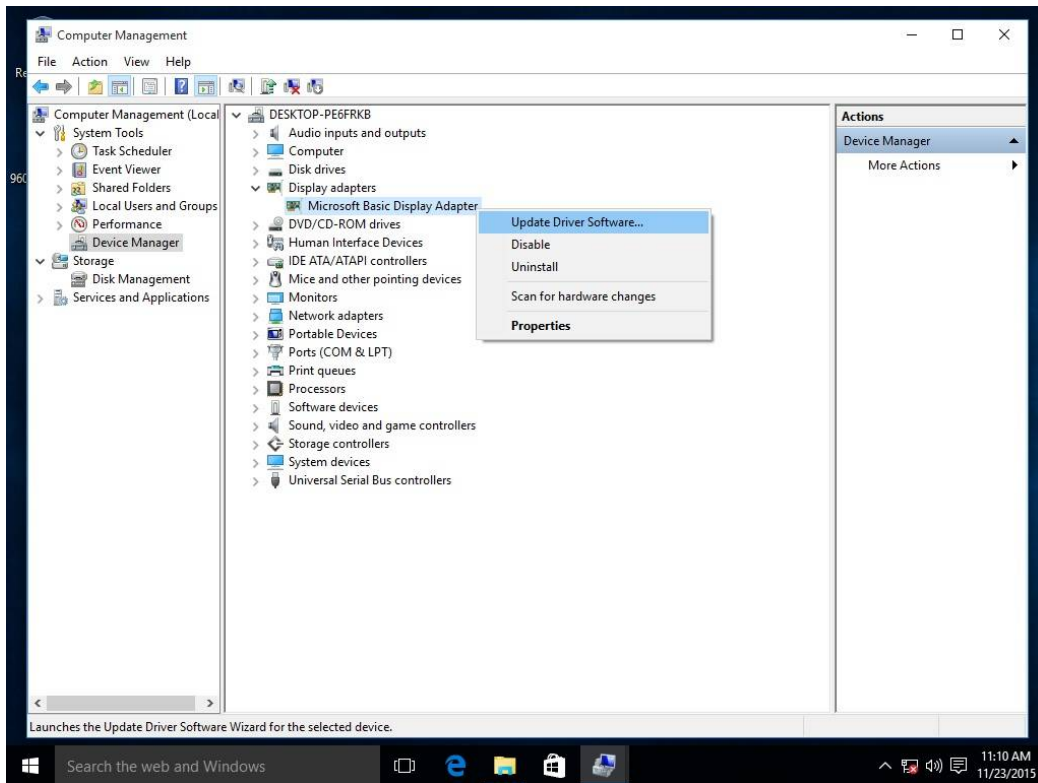 Computer Management
File Action View Help
Re
960
Computer Management (Local
System Tools
Task Scheduler
Event Viewer
Shared Folders
Local Users and Groups
Performance
Device Manager
Storage
Disk Management
Services and Applications
DESKTOP-PE6FRKB
Audio inputs and outputs
Computer
Disk drives
Display adapters
Microsoft Basic Display Adapter
DVD/CD-ROM drives
Human Interface Devices
IDE ATA/ATAPI controllers
Mice and other pointing devices
Monitors
Network adapters
Portable Devices
Ports (COM & LPT)
Print queues
Processors
Software devices
Sound, video and game controllers
Storage controllers
System devices
Universal Serial Bus controllers
Update Driver Software...
Disable
Uninstall
Scan for hardware changes
Properties
Actions
Device Manager
More Actions
Launches the Update Driver Software Wizard for the selected device.
Search the web and Windows
11:10 AM
11/23/2015